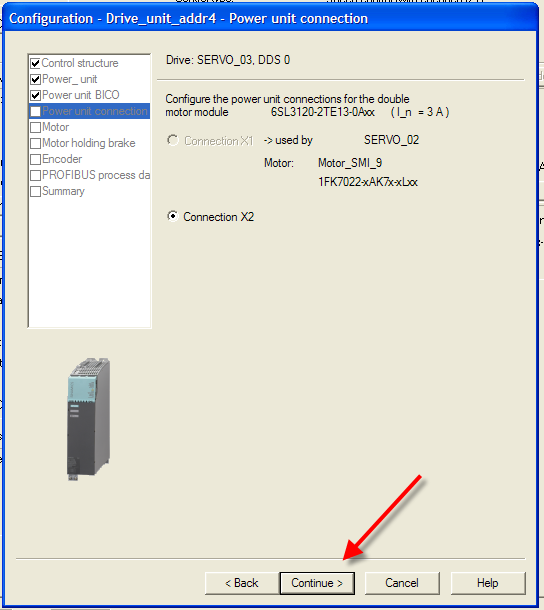 Configuration - Drive_unit_addr4 - Power unit connection
Control structure
Power_ unit
Power unit BICO
Power unit connection
Motor
Motor holding brake
Encoder
PROFIBUS process da
Summary
Drive: SERVO_03, DDS 0
Configure the power unit connections for the double
motor module 6SL3120-2TE13-0Axx ( I_n = 3 A )
Connection X1 -> used by SERVO_02
Motor: Motor_SMI_9
1FK7022-xAK7x-xLxx
Connection X2
< Back Continue > Cancel Help